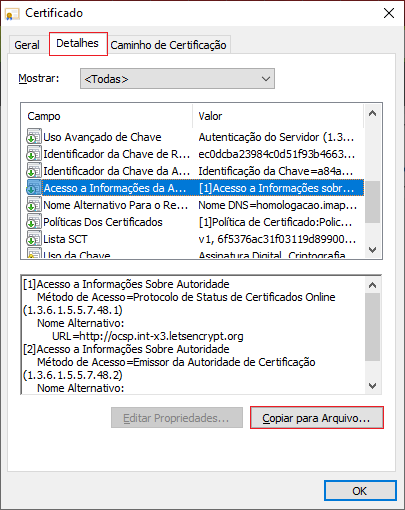 Certificado
Geral
Detalhes
Caminho de Certificação
Mostrar:
<Todas>
Campo
Valor
Uso Avançado de Chave
Autenticação do Servidor (1.3...
Identificador da Chave de R...
ec0dcba23984c0d51f93b4663...
Identificador da Chave da A...
Identificação da Chave=a84a...
Acesso a Informações da A...
[1]Acesso a Informações sobr...
Nome Alternativo Para o Re...
Nome DNS=homologacao.imap...
Políticas Dos Certificados
[1]Política de Certificado:Polic...
Lista SCT
v1, 6f5376ac31f03119d89900...
Uso da Chave
Assinatura Digital, Criptografia
[1]Acesso a Informações Sobre Autoridade
Método de Acesso=Protocolo de Status de Certificados Online
(1.3.6.1.5.5.7.48.1)
Nome Alternativo:
URL=http://ocsp.int-x3.letsencrypt.org
[2]Acesso a Informações Sobre Autoridade
Método de Acesso=Emissor da Autoridade de Certificação
(1.3.6.1.5.5.7.48.2)
Nome Alternativo:
Editar Propriedades...
Copiar para Arquivo...
OK